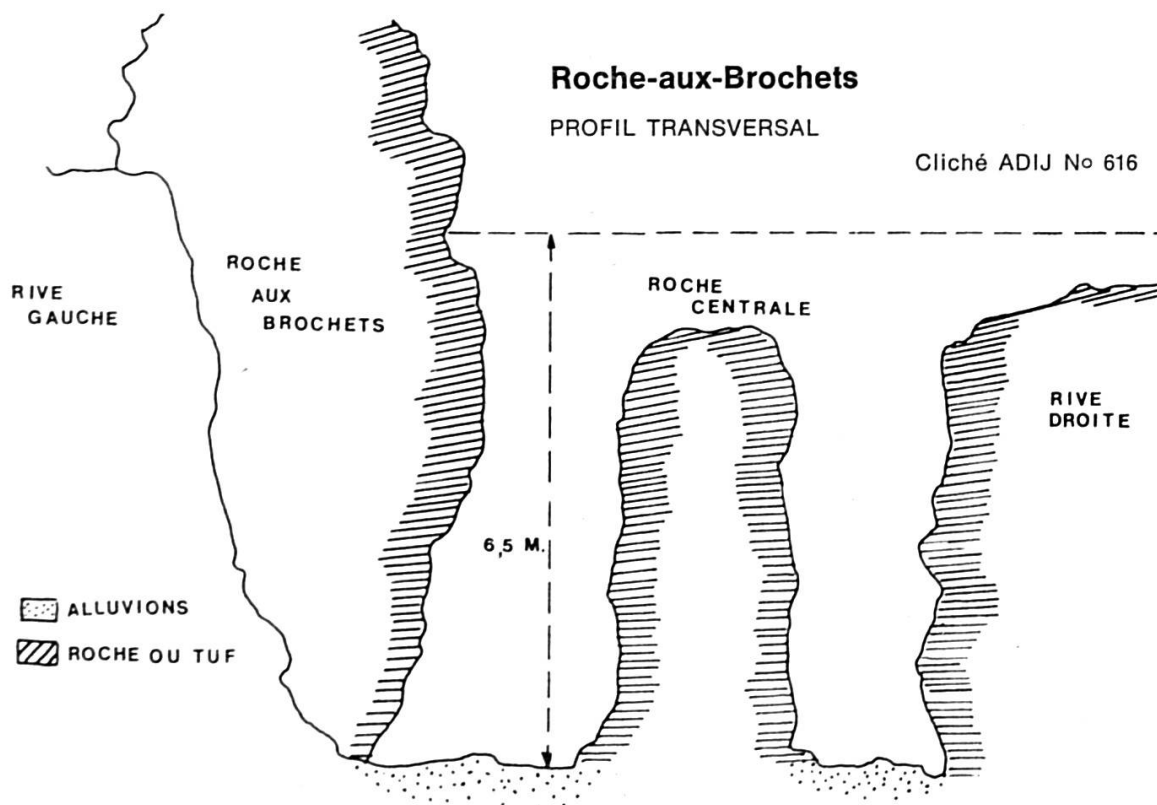 Roche-aux-Brochets
PROFIL TRANSVERSAL
Cliché ADIJ No 616
ROCHE
AUX
BROCHETS
RIVE
GAUCHE
ROCHE
CENTRALE
RIVE
DROITE
6,5 M.
ALLUVIONS
ROCHE OU TUF